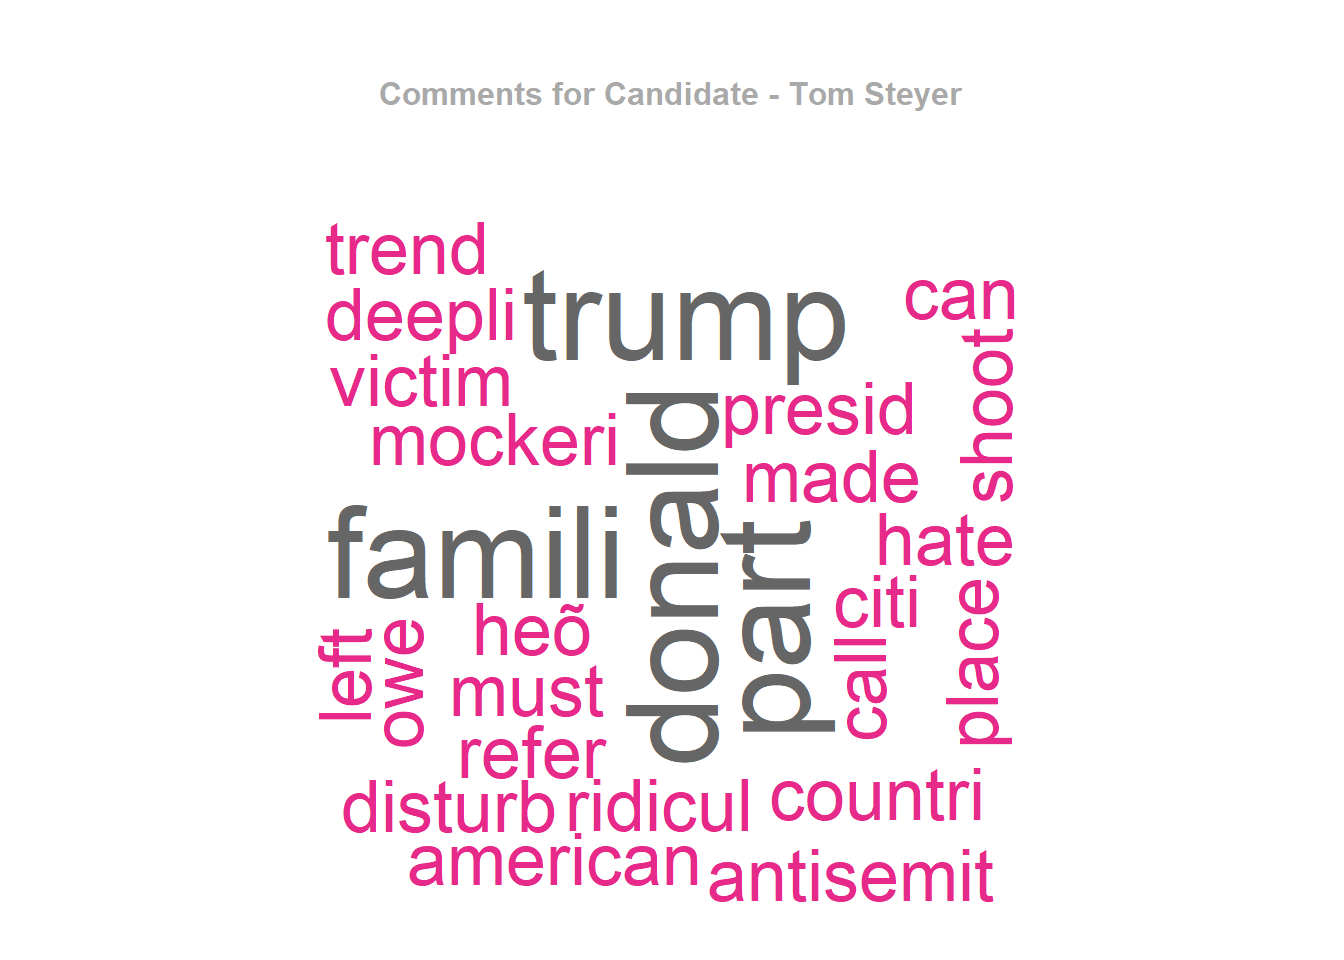 Comments for Candidate - Tom Steyer
trend
trump
can
deepli
shoot
victim
presid
mockeri
donald
made
famili
part
hate
citi
place
heõ
left
owe
call
must
refer
disturb
ridicul
countri
american
antisemit